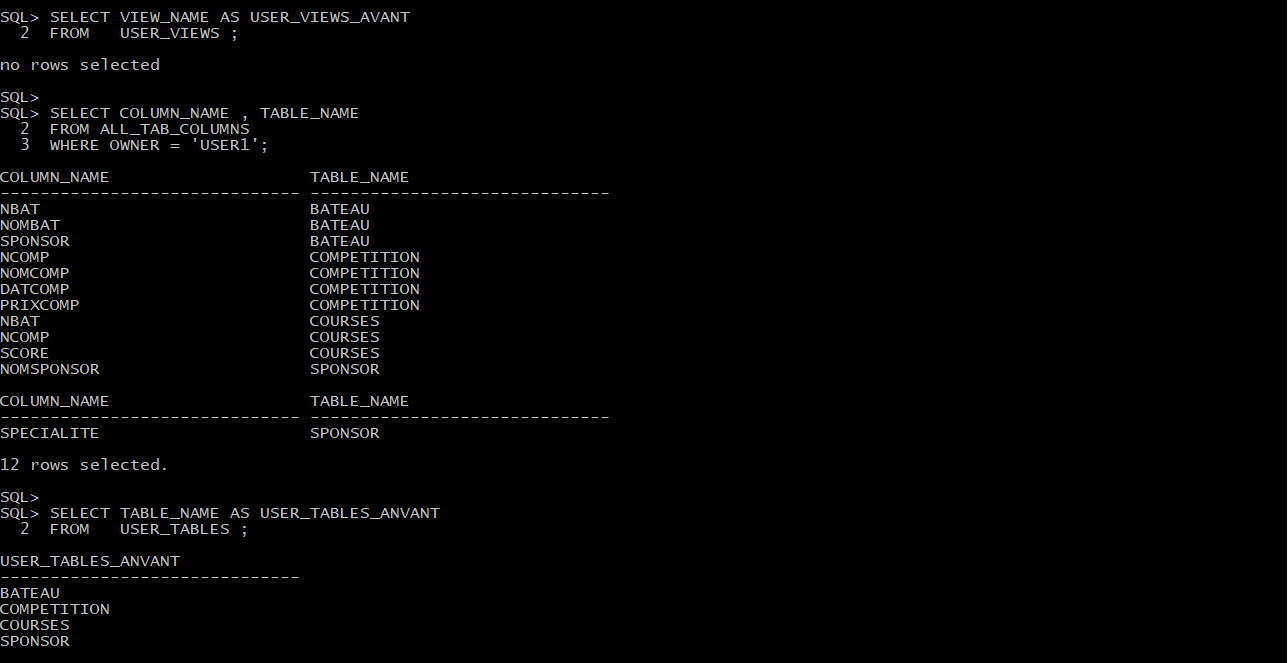 SQL> SELECT VIEW_NAME AS USER_VIEWS_AVANT
  2  FROM   USER_VIEWS ;
no rows selected
SQL>
SQL> SELECT COLUMN_NAME , TABLE_NAME
  2  FROM ALL_TAB_COLUMNS
  3  WHERE OWNER = 'USER1';
COLUMN_NAME                    TABLE_NAME
------------------------------ ------------------------------
NBAT                           BATEAU
NOMBAT                         BATEAU
SPONSOR                        BATEAU
NCOMP                          COMPETITION
NOMCOMP                        COMPETITION
DATCOMP                        COMPETITION
PRIXCOMP                       COMPETITION
NBAT                           COURSES
NCOMP                          COURSES
SCORE                          COURSES
NOMSPONSOR                     SPONSOR
COLUMN_NAME                    TABLE_NAME
------------------------------ ------------------------------
SPECIALITE                     SPONSOR
12 rows selected.
SQL>
SQL> SELECT TABLE_NAME AS USER_TABLES_ANVANT
  2  FROM   USER_TABLES ;
USER_TABLES_ANVANT
------------------------------
BATEAU
COMPETITION
COURSES
SPONSOR